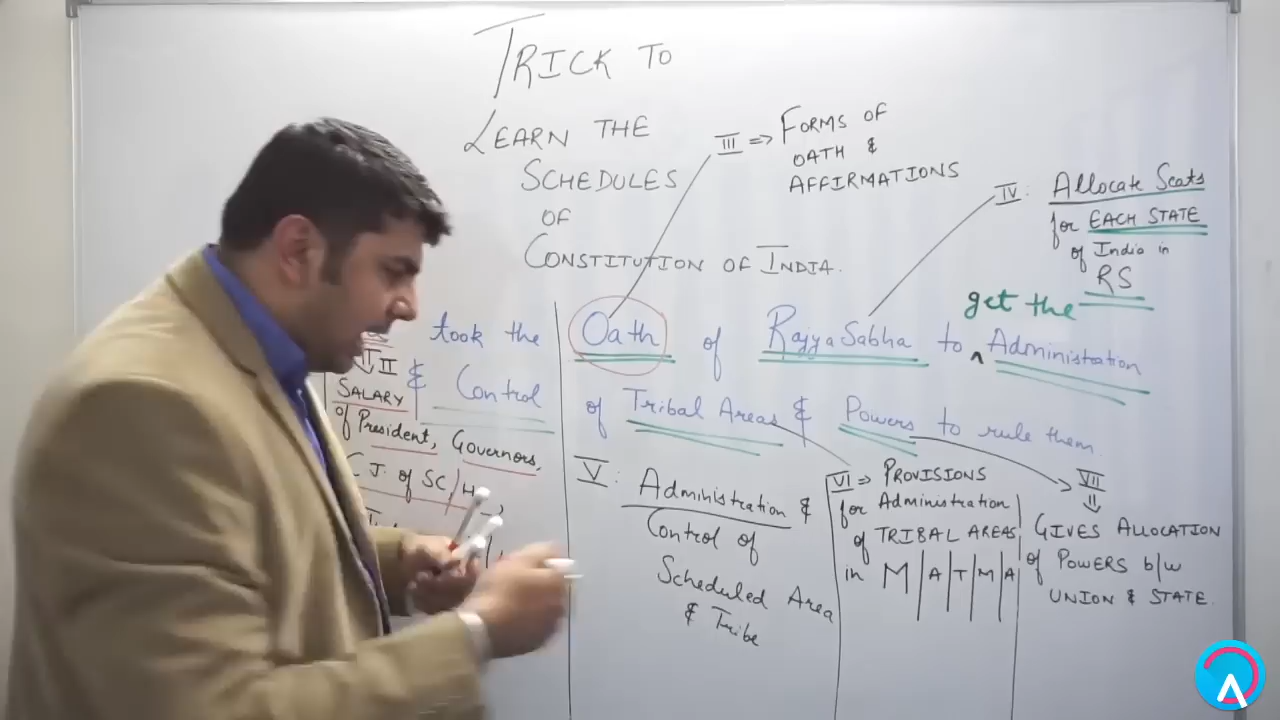 TRICK TO
LEARN THE
SCHEDULES
OF
CONSTITUTION OF INDIA.
III => FORMS OF
OATH &
AFFIRMATIONS
IV: Allocate Seats
for EACH STATE
of India in
RS
get the
took the Oath of Rajya Sabha to ^ Administration
& Control of Tribal Areas & Powers to rule them.
II
SALARY
of President, Governors,
C J. of SC/H
V: Administration &
Control of
Scheduled Area
& Tribe
VI => PROVISIONS
for Administration
of TRIBAL AREAS
in M|A|T|M|A
VII
GIVES ALLOCATION
of POWERS b/w
UNION & STATE.